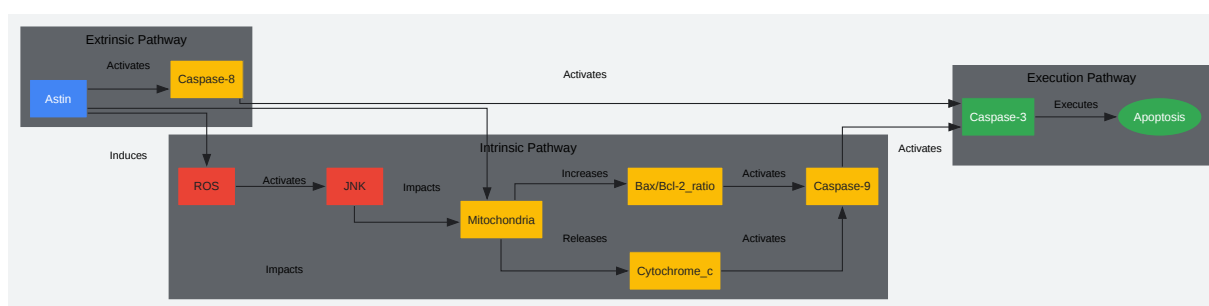 Extrinsic Pathway
Activates
Caspase-8
Astin
Activates
Execution Pathway
Caspase-3
Executes
Apoptosis
Induces
Intrinsic Pathway
Activates
ROS
Activates
JNK
Impacts
Mitochondria
Increases
Bax/Bcl-2_ratio
Activates
Caspase-9
Releases
Activates
Impacts
Cytochrome_c